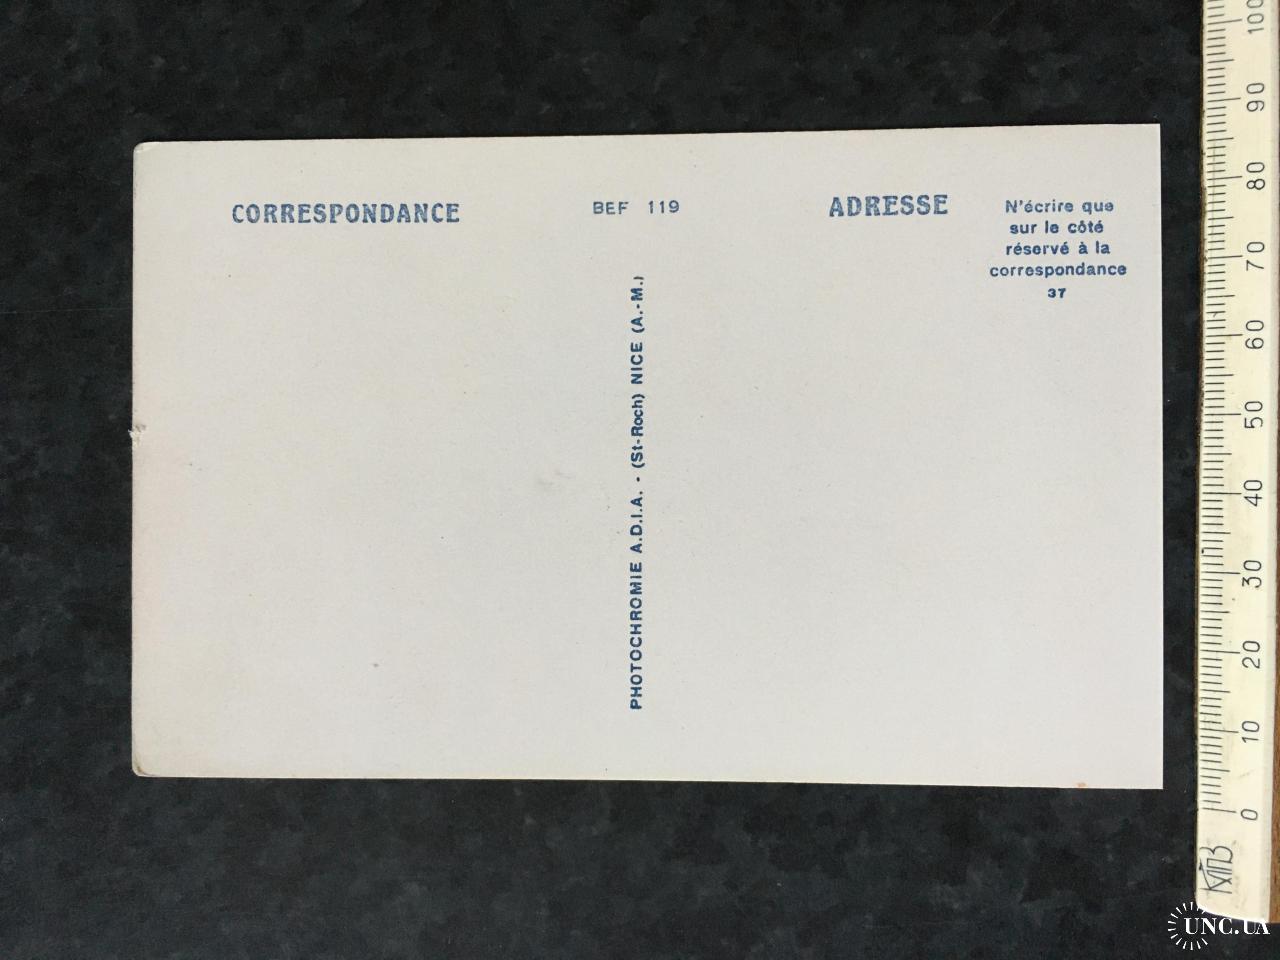 CORRESPONDANCE
BEF 119
ADRESSE
N'écrire que
sur le côté
réservé à la
correspondance
37
PHOTOCHROMIE A.D.I.A. - (St-Roch) NICE (A.-M.)
100
90
80
70
60
50
40
30
20
10
0
UNC.UA